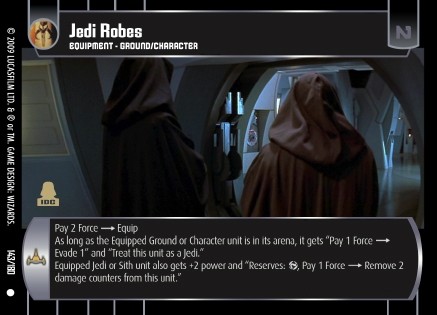 Jedi Robes
EQUIPMENT - GROUND/CHARACTER
N
© 2009 LUCASFILM LTD. & ® or TM. GAME DESIGN: WIZARDS.
IDC
Pay 2 Force → Equip
As long as the Equipped Ground or Character unit is in its arena, it gets "Pay 1 Force →
Evade 1" and "Treat this unit as a Jedi."
Equipped Jedi or Sith unit also gets +2 power and "Reserves: , Pay 1 Force → Remove 2
damage counters from this unit."